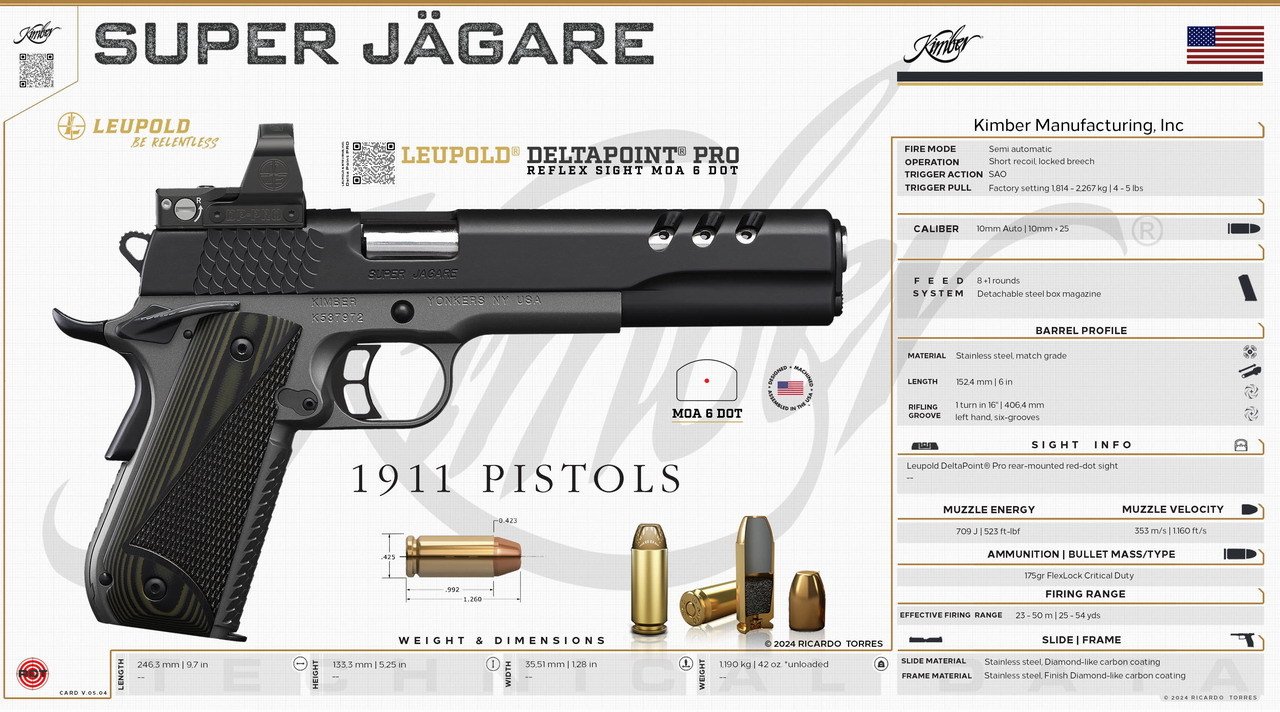 Kimber
SUPER JÄGARE
Kimber
LEUPOLD
BE RELENTLESS
LEUPOLD® DELTAPOINT® PRO
REFLEX SIGHT MOA 6 DOT
R
SUPER JAGARE
KIMBER
K537972
YONKERS NY USA
MOA 6 DOT
DESIGNED • MACHINED
ASSEMBLED IN THE USA
1911 PISTOLS
0.423
.425
.992
1.260
© 2024 RICARDO TORRES
WEIGHT & DIMENSIONS
LENGTH
246.3 mm | 9.7 in
--
HEIGHT
133.3 mm | 5.25 in
--
WIDTH
35.51 mm | 1.28 in
WEIGHT
1.190 kg | 42 oz. *unloaded
--
TECHNICAL DATA
RDT
CARD V.05.04
Kimber Manufacturing, Inc
FIRE MODE Semi automatic
OPERATION Short recoil, locked breech
TRIGGER ACTION SAO
TRIGGER PULL Factory setting 1.814 - 2,267 kg | 4 - 5 lbs
Kimber ®
CALIBER 10mm Auto | 10mm × 25
FEED SYSTEM
8 +1 rounds
Detachable steel box magazine
BARREL PROFILE
MATERIAL Stainless steel, match grade
LENGTH 152,4 mm | 6 in
RIFLING GROOVE
1 turn in 16" | 406,4 mm
left hand, six-grooves
SIGHT INFO
Leupold DeltaPoint® Pro rear-mounted red-dot sight
--
MUZZLE ENERGY
709 J | 523 ft-lbf
MUZZLE VELOCITY
353 m/s | 1.160 ft/s
AMMUNITION | BULLET MASS/TYPE
175gr FlexLock Critical Duty
FIRING RANGE
EFFECTIVE FIRING RANGE 23 - 50 m | 25 - 54 yds
SLIDE | FRAME
SLIDE MATERIAL Stainless steel, Diamond-like carbon coating
FRAME MATERIAL Stainless steel, Finish Diamond-like carbon coating
© 2024 RICARDO TORRES